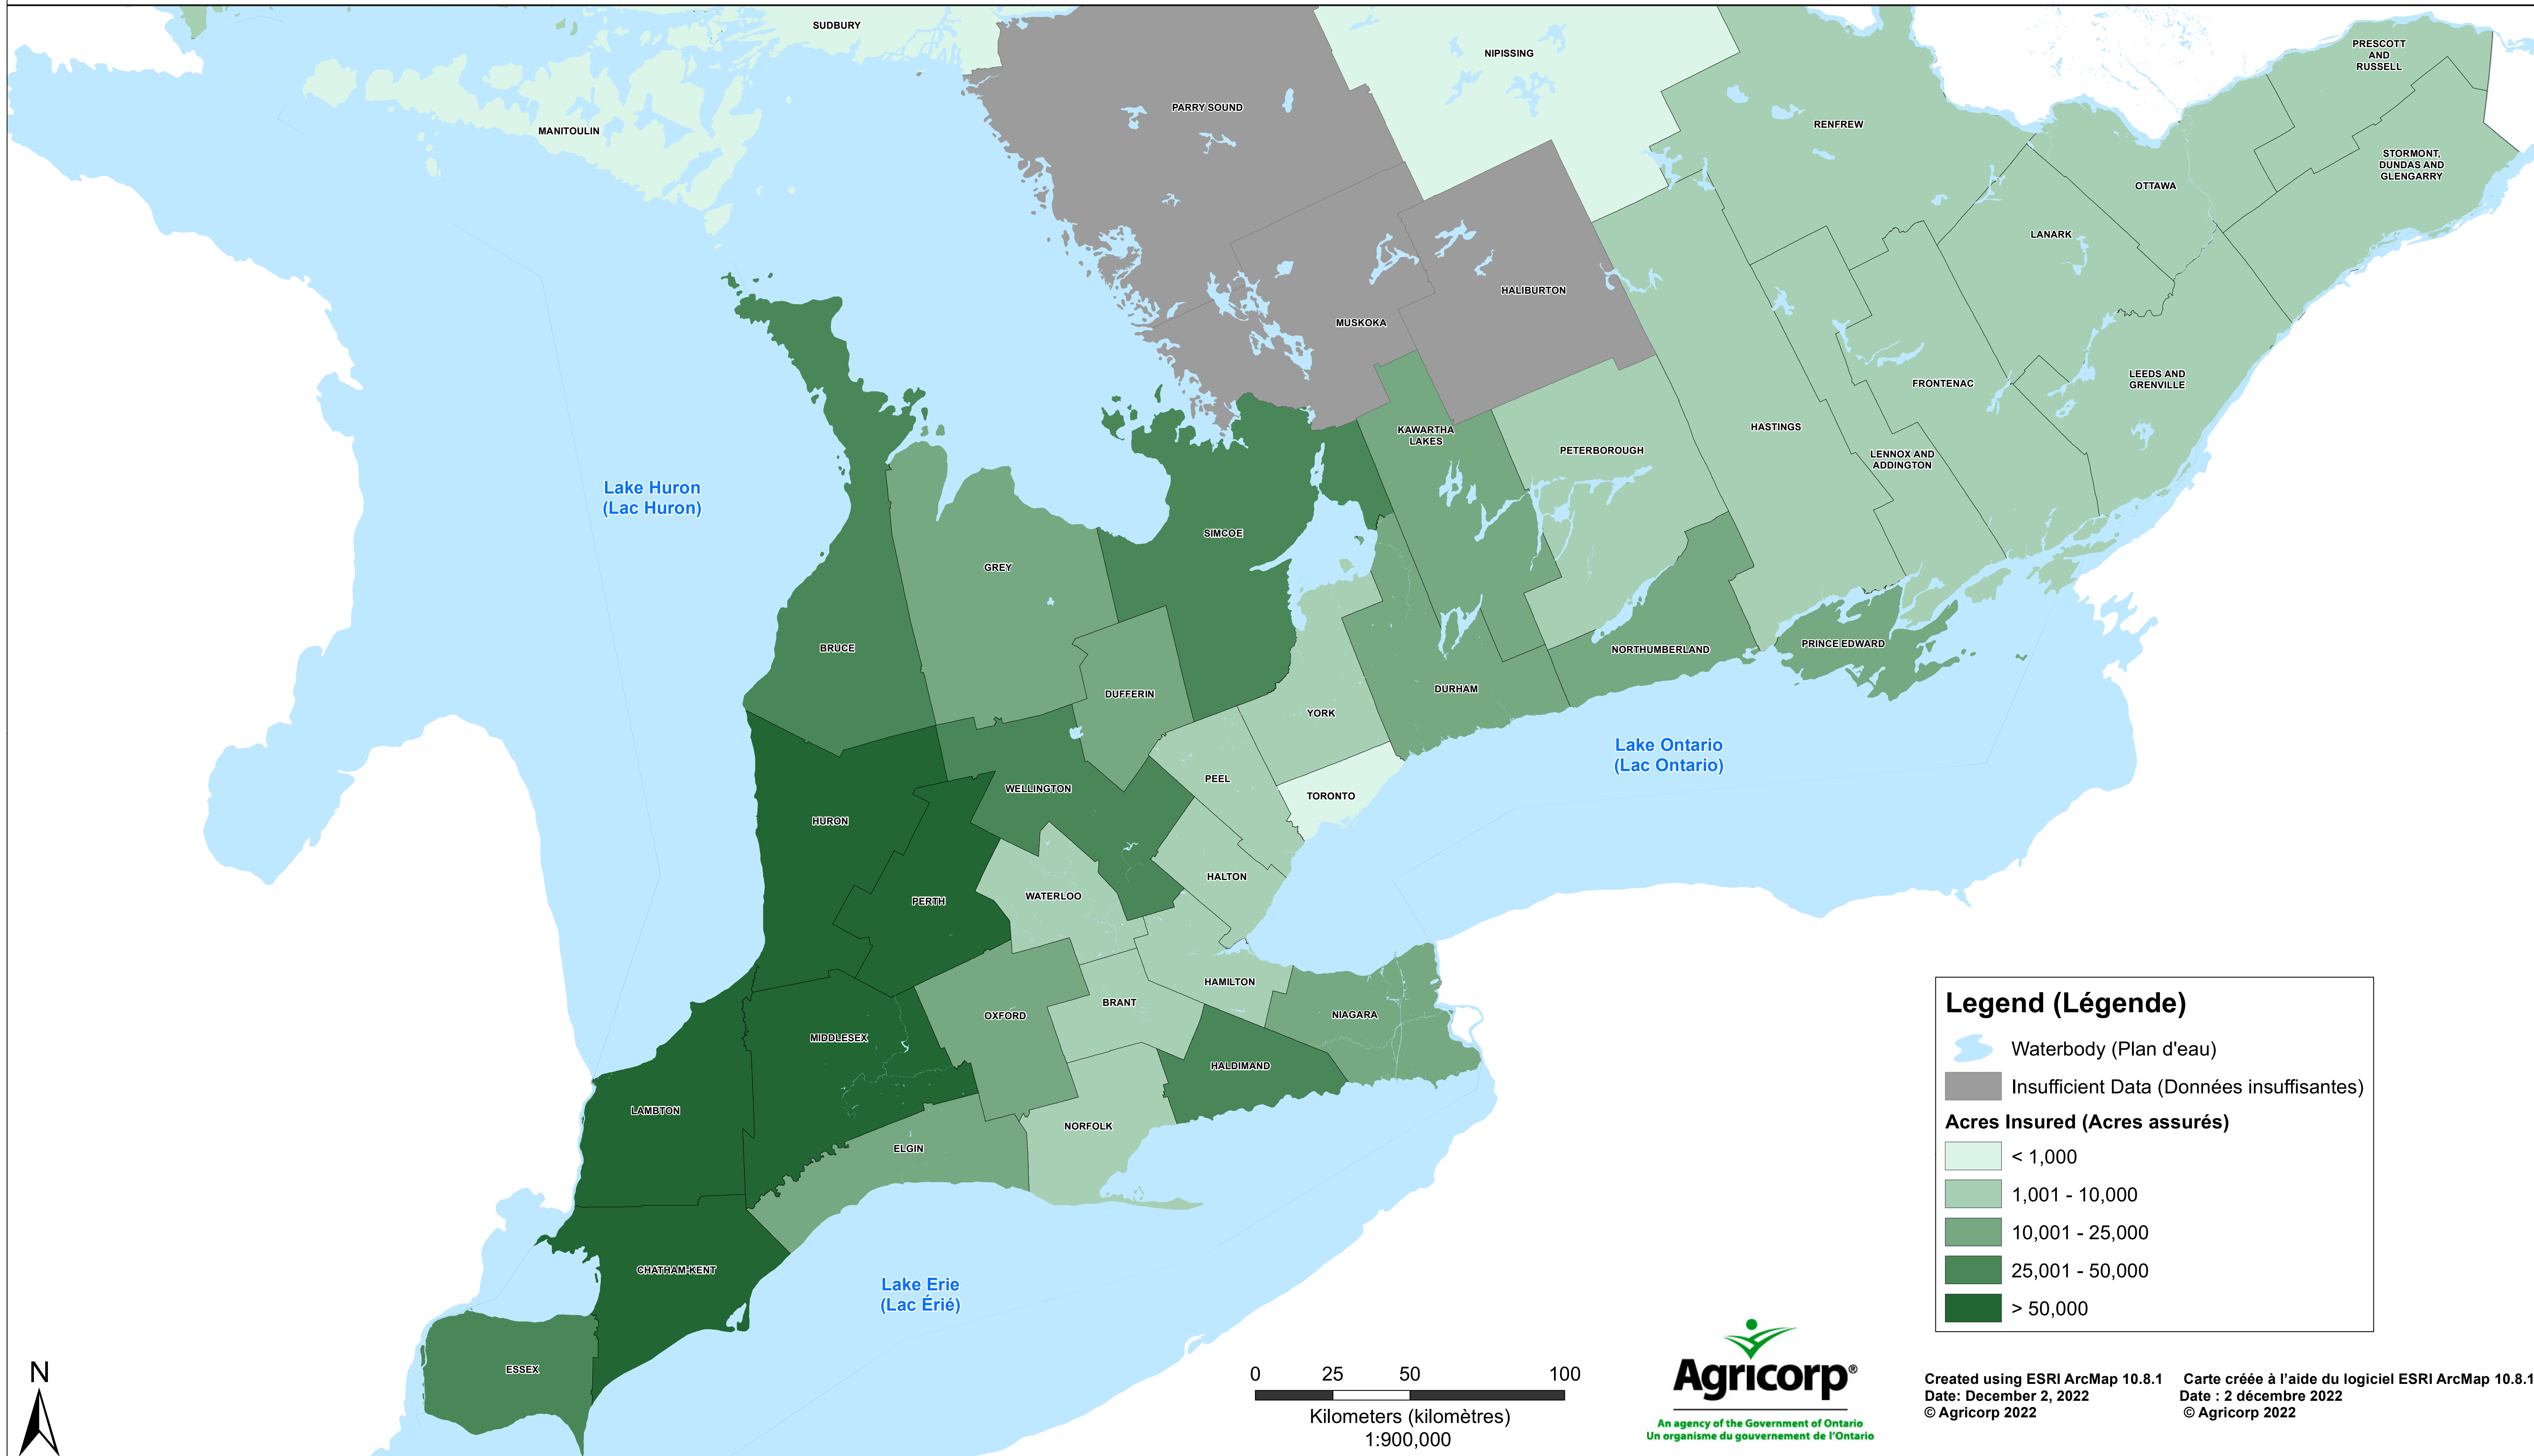 SUDBURY
NIPISSING
PRESCOTT
AND
RUSSELL
PARRY SOUND
MANITOULIN
RENFREW
STORMONT,
DUNDAS AND
GLENGARRY
OTTAWA
LANARK
HALIBURTON
MUSKOKA
LEEDS AND
GRENVILLE
FRONTENAC
KAWARTHA
LAKES
HASTINGS
PETERBOROUGH
LENNOX AND
ADDINGTON
Lake Huron
(Lac Huron)
SIMCOE
GREY
BRUCE
NORTHUMBERLAND
PRINCE EDWARD
DUFFERIN
DURHAM
YORK
Lake Ontario
(Lac Ontario)
PEEL
WELLINGTON
TORONTO
HURON
HALTON
WATERLOO
PERTH
HAMILTON
BRANT
OXFORD
NIAGARA
MIDDLESEX
HALDIMAND
LAMBTON
NORFOLK
ELGIN
CHATHAM-KENT
Lake Erie
(Lac Érié)
ESSEX
Legend (Légende)
Waterbody (Plan d'eau)
Insufficient Data (Données insuffisantes)
Acres Insured (Acres assurés)
< 1,000
1,001 - 10,000
10,001 - 25,000
25,001 - 50,000
> 50,000
N
0 25 50 100
Kilometers (kilomètres)
1:900,000
Agricorp®
An agency of the Government of Ontario
Un organisme du gouvernement de l'Ontario
Created using ESRI ArcMap 10.8.1
Date: December 2, 2022
© Agricorp 2022
Carte créée à l’aide du logiciel ESRI ArcMap 10.8.1
Date : 2 décembre 2022
© Agricorp 2022